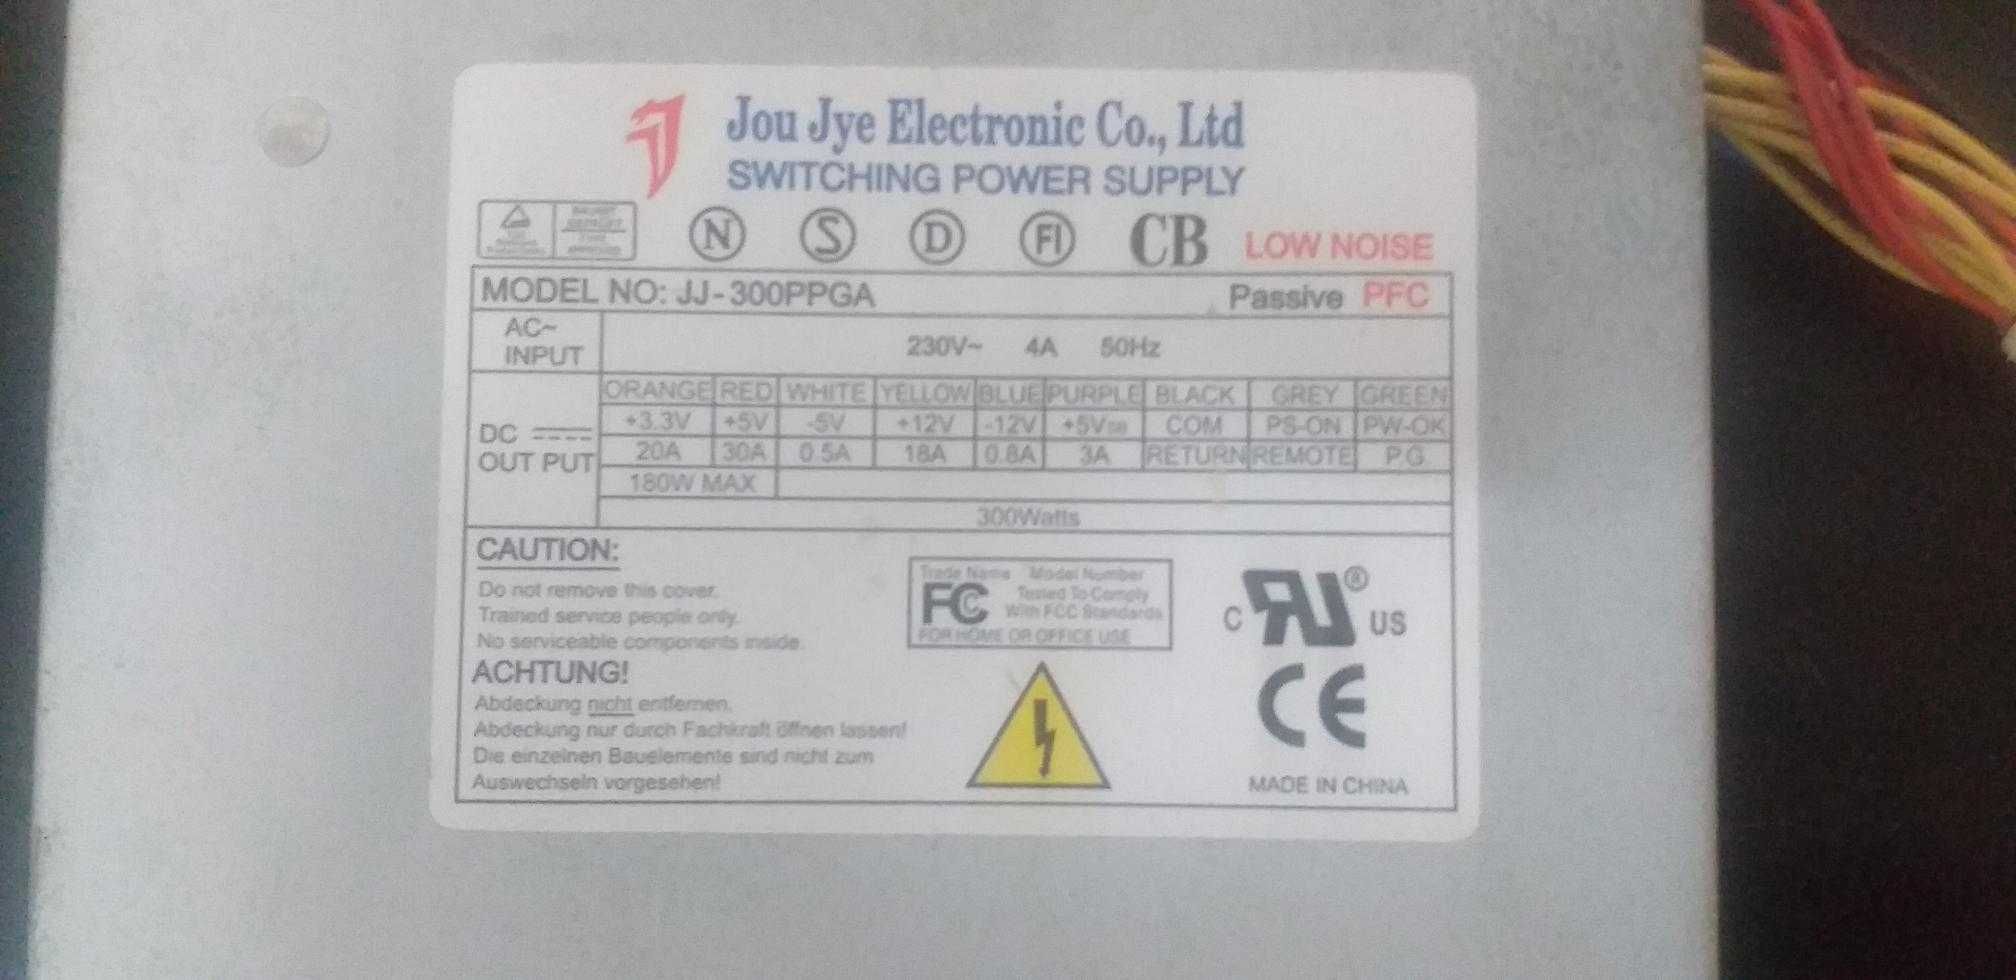 Jou Jye Electronic Co., Ltd
SWITCHING POWER SUPPLY
N S D FI CB LOW NOISE
MODEL NO: JJ-300PPGA Passive PFC
AC~ INPUT 230V~ 4A 50Hz
ORANGE RED WHITE YELLOW BLUE PURPLE BLACK GREY GREEN
DC +3.3V +5V -5V +12V -12V +5VSB COM PS-ON PW-OK
OUT PUT 20A 30A 0.5A 18A 0.8A 3A RETURN REMOTE P.G
180W MAX
300Watts
CAUTION:
Do not remove this cover.
Trained service people only.
No serviceable components inside.
ACHTUNG!
Abdeckung nicht entfernen.
Abdeckung nur durch Fachkraft öffnen lassen!
Die einzelnen Bauelemente sind nicht zum
Auswechseln vorgesehen!
Trade Name Model Number
FC Tested To Comply
With FCC Standards
FOR HOME OR OFFICE USE
C RU ® US
CE
MADE IN CHINA